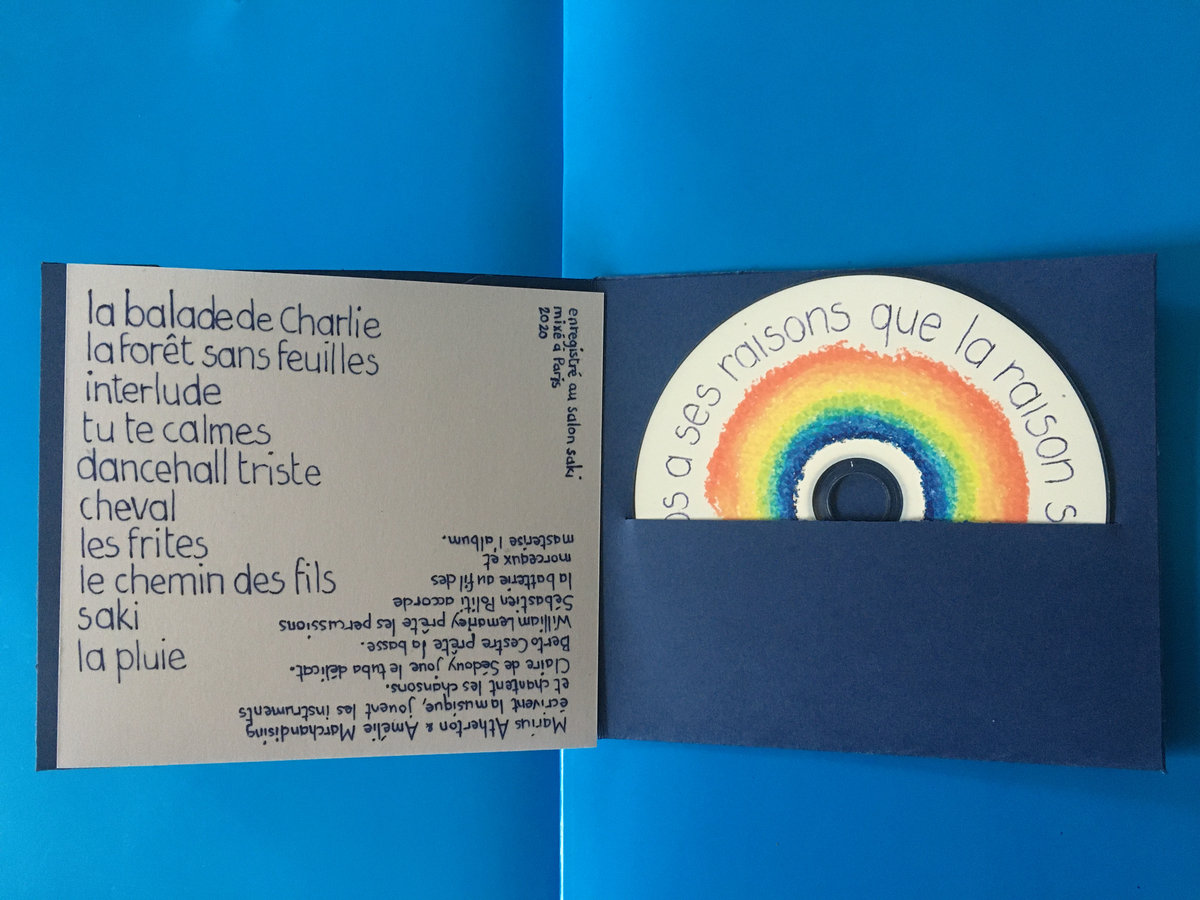 la balade de Charlie
la forêt sans feuilles
interlude
tu te calmes
dancehall triste
cheval
les frites
le chemin des fils
saki
la pluie
entregistré au salon saki
mixé a Paris
2020
Marius Atherton & Amélie Marchandising
écrivent la musique, jouent les instruments
et chantent les chansons.
Claire de Sédouy joue le tuba délicat.
Berto Cestre prête la basse.
William Lemarley prête les percussions
Sébastien Politi accorde
la battérie au fil des
morceaux et
masterise l'album.
a ses raisons que la raison